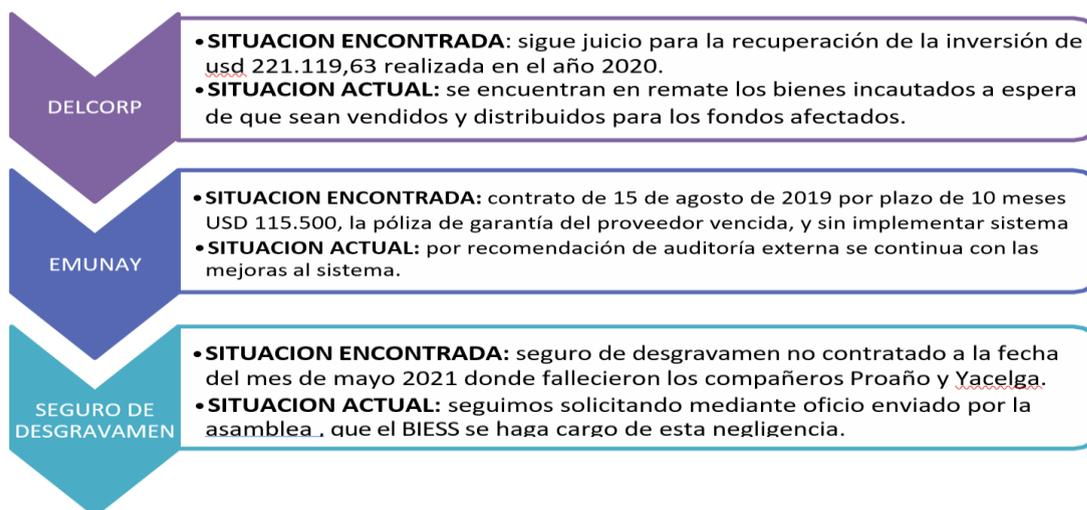 DELCORP
•SITUACION ENCONTRADA: sigue juicio para la recuperación de la inversión de
usd 221.119,63 realizada en el año 2020.
•SITUACION ACTUAL: se encuentran en remate los bienes incautados a espera
de que sean vendidos y distribuidos para los fondos afectados.
EMUNAY
•SITUACION ENCONTRADA: contrato de 15 de agosto de 2019 por plazo de 10 meses
USD 115.500, la póliza de garantía del proveedor vencida, y sin implementar sistema
•SITUACION ACTUAL: por recomendación de auditoría externa se continua con las
mejoras al sistema.
SEGURO DE
DESGRAVAMEN
•SITUACION ENCONTRADA: seguro de desgravamen no contratado a la fecha
del mes de mayo 2021 donde fallecieron los compañeros Proaño y Yacelga.
•SITUACION ACTUAL: seguimos solicitando mediante oficio enviado por la
asamblea , que el BIESS se haga cargo de esta negligencia.